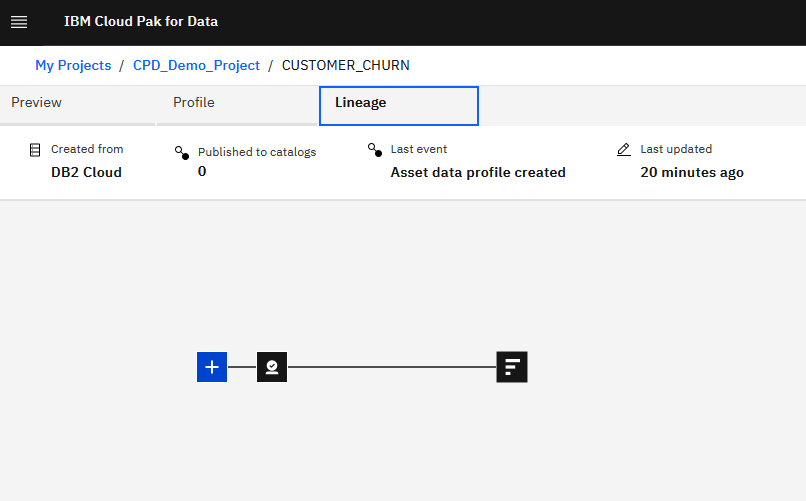 IBM Cloud Pak for Data
My Projects / CPD_Demo_Project / CUSTOMER_CHURN
Preview Profile Lineage
Created from Published to catalogs Last event Last updated
DB2 Cloud 0 Asset data profile created 20 minutes ago